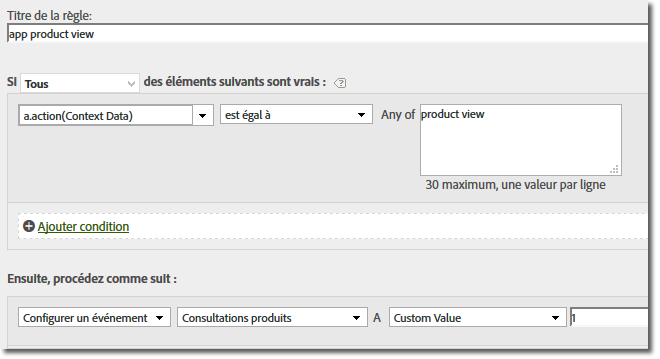 Titre de la règle:
app product view
SI Tous des éléments suivants sont vrais :
a.action(Context Data) est égal à Any of product view
30 maximum, une valeur par ligne
Ajouter condition
Ensuite, procédez comme suit :
Configurer un événement Consultations produits A Custom Value 1